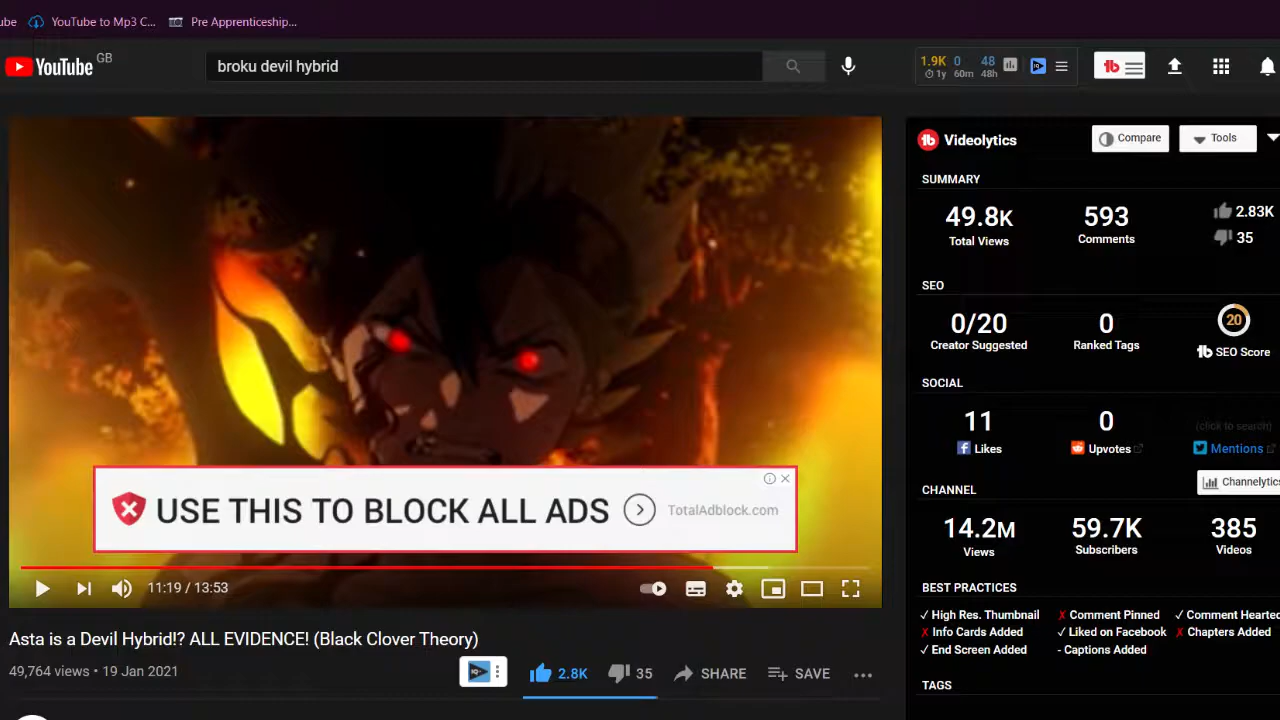 ube YouTube to Mp3 C... Pre Apprenticeship...
YouTube GB
broku devil hybrid
1.9K 0 48
1y 60m 48h
Videolytics Compare Tools
SUMMARY
49.8K 593 2.83K
Total Views Comments 35
SEO
0/20 0 20
Creator Suggested Ranked Tags tb SEO Score
SOCIAL
11 0 (click to search)
Likes Upvotes Mentions
CHANNEL Channelytics
14.2M 59.7K 385
Views Subscribers Videos
BEST PRACTICES
✓ High Res. Thumbnail ✗ Comment Pinned ✓ Comment Hearted
✗ Info Cards Added ✓ Liked on Facebook ✗ Chapters Added
✓ End Screen Added - Captions Added
TAGS
USE THIS TO BLOCK ALL ADS TotalAdblock.com
11:19 / 13:53
Asta is a Devil Hybrid!? ALL EVIDENCE! (Black Clover Theory)
49,764 views • 19 Jan 2021
IQ 2.8K 35 SHARE SAVE ...